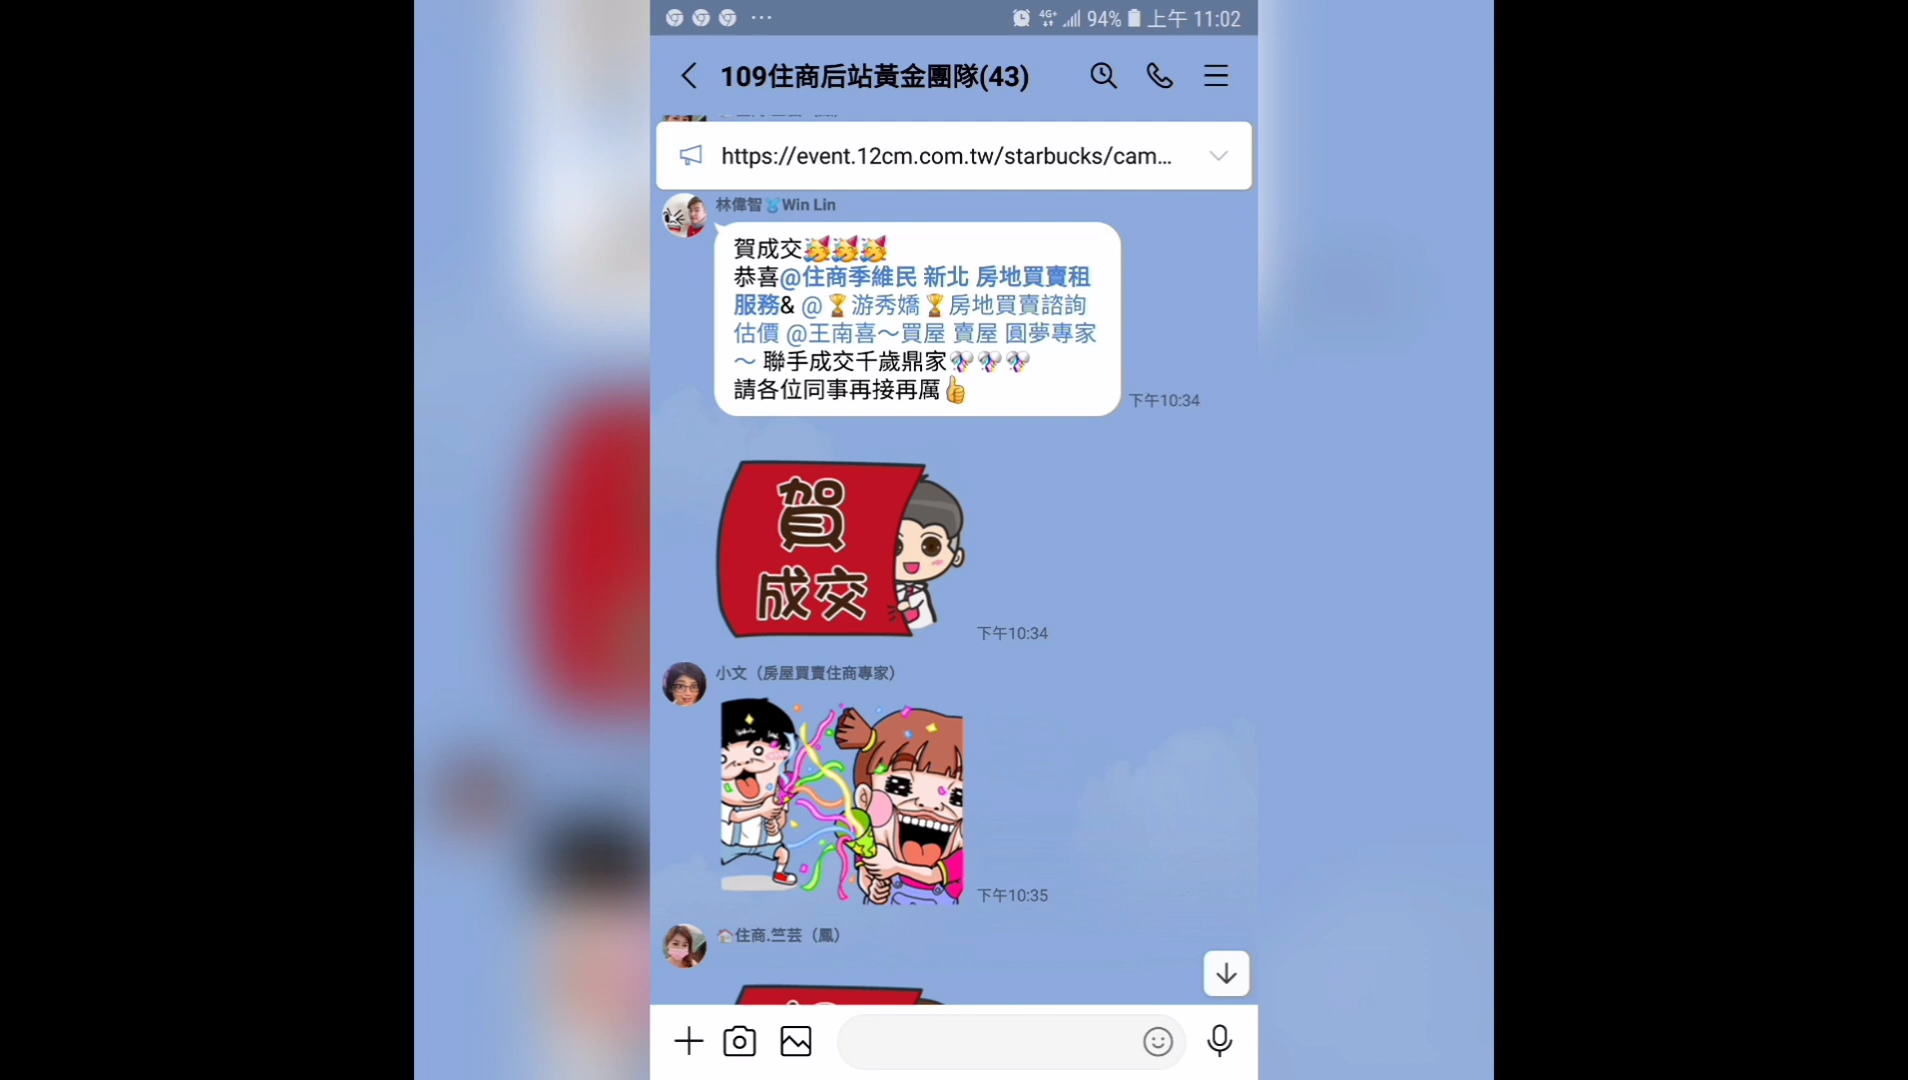 4G+ 94% 上午 11:02
109住商后站黃金團隊(43)
https://event.12cm.com.tw/starbucks/cam...
林偉智🥈Win Lin
賀成交🥳🥳🥳
恭喜@住商季維民 新北 房地買賣租
服務& @🏆游秀嬌🏆房地買賣諮詢
估價 @王南喜～買屋 賣屋 圓夢專家
～ 聯手成交千歲鼎家🎊🎊🎊
請各位同事再接再厲👍
下午10:34
賀
成交
下午10:34
小文（房屋買賣住商專家）
下午10:35
🏠住商.竺芸（鳳）